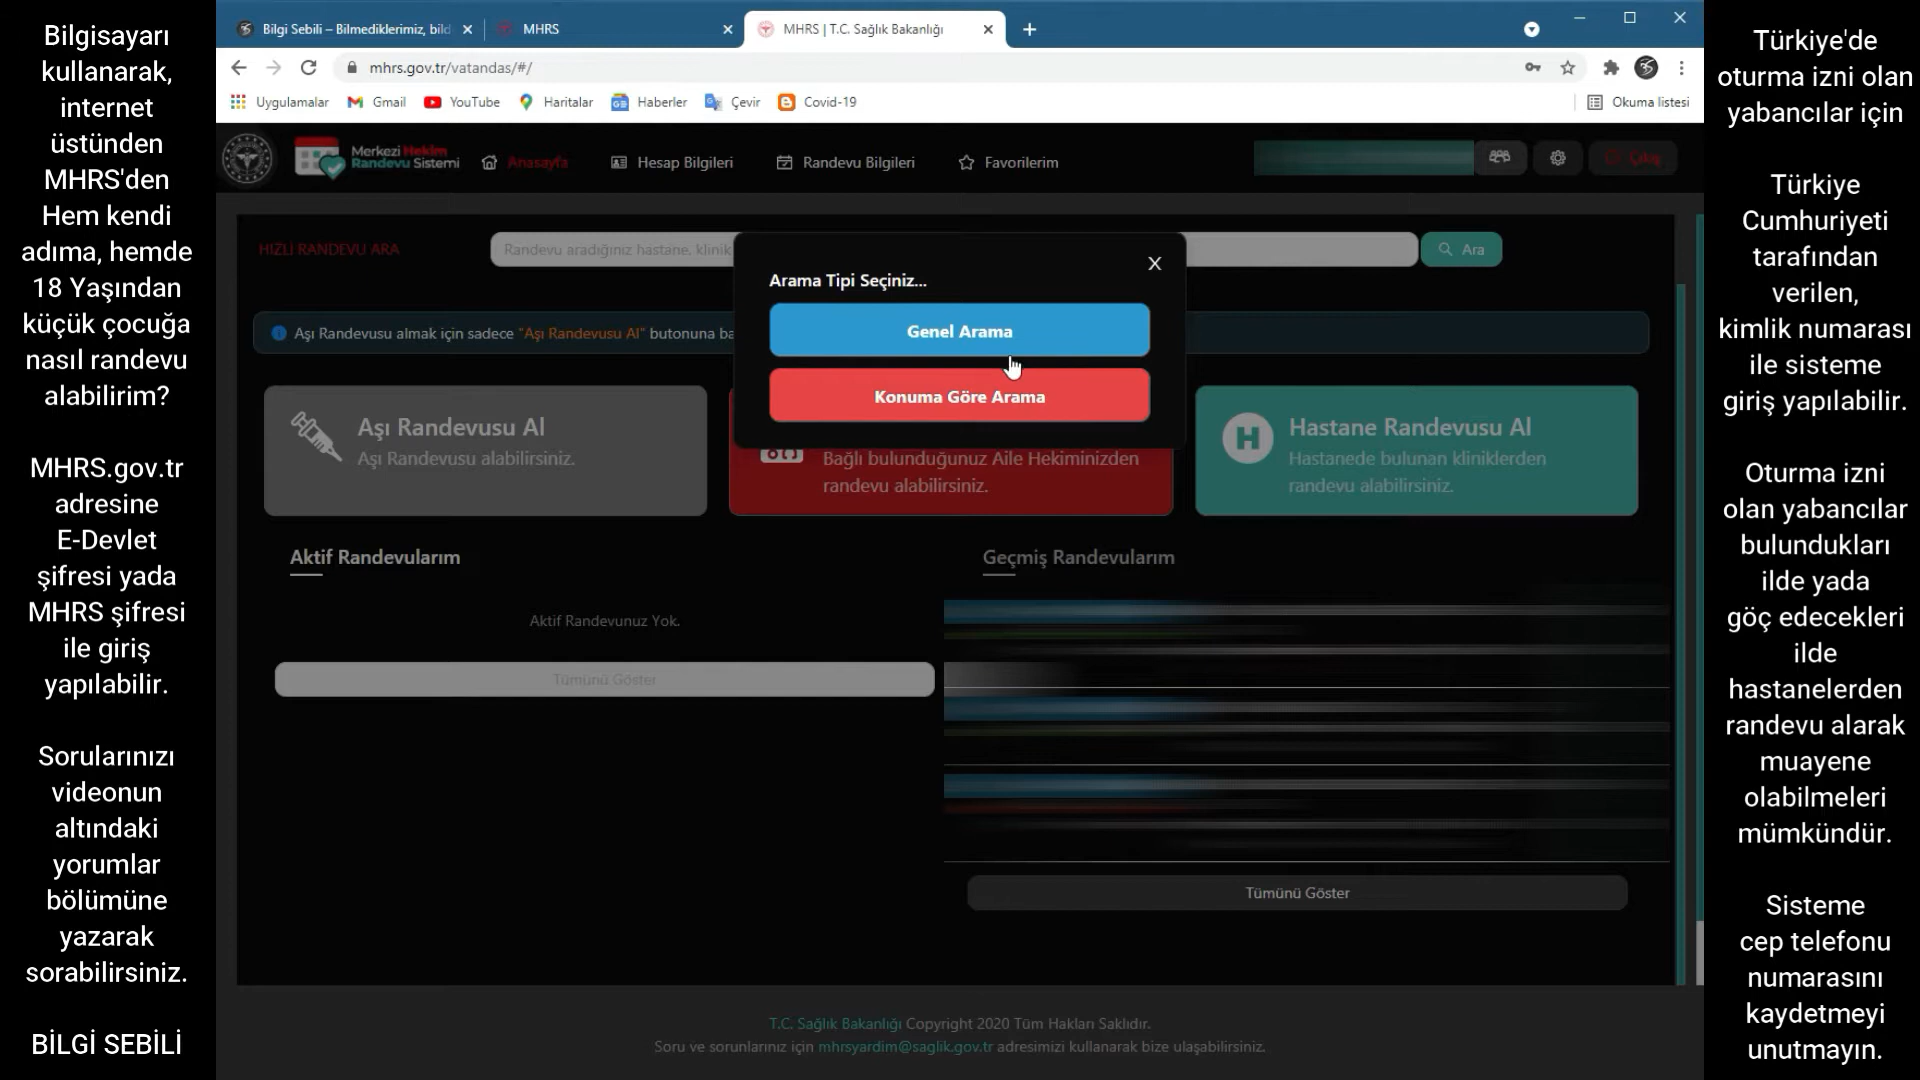 Bilgisayarı
kullanarak,
internet
üstünden
MHRS'den
Hem kendi
adıma, hemde
18 Yaşından
küçük çocuğa
nasıl randevu
alabilirim?
MHRS.gov.tr
adresine
E-Devlet
şifresi yada
MHRS şifresi
ile giriş
yapılabilir.
Sorularınızı
videonun
altındaki
yorumlar
bölümüne
yazarak
sorabilirsiniz.
BİLGİ SEBİLİ
Bilgi Sebili – Bilmediklerimiz, bild
MHRS
MHRS | T.C. Sağlık Bakanlığı
mhrs.gov.tr/vatandas/#/
Uygulamalar
Gmail
YouTube
Haritalar
Haberler
Çevir
Covid-19
Okuma listesi
Merkezi Hekim
Randevu Sistemi
Anasayfa
Hesap Bilgileri
Randevu Bilgileri
Favorilerim
Çıkış
HIZLI RANDEVU ARA
Randevu aradığınız hastane, klinik
Ara
Arama Tipi Seçiniz...
X
Genel Arama
Konuma Göre Arama
Aşı Randevusu almak için sadece "Aşı Randevusu Al" butonuna ba
Aşı Randevusu Al
Aşı Randevusu alabilirsiniz.
Bağlı bulunduğunuz Aile Hekiminizden
randevu alabilirsiniz.
H
Hastane Randevusu Al
Hastanede bulunan kliniklerden
randevu alabilirsiniz.
Aktif Randevularım
Aktif Randevunuz Yok.
Tümünü Göster
Geçmiş Randevularım
Tümünü Göster
T.C. Sağlık Bakanlığı Copyright 2020 Tüm Hakları Saklıdır.
Soru ve sorunlarınız için mhrsyardim@saglik.gov.tr adresimizi kullanarak bize ulaşabilirsiniz.
Türkiye'de
oturma izni olan
yabancılar için
Türkiye
Cumhuriyeti
tarafından
verilen,
kimlik numarası
ile sisteme
giriş yapılabilir.
Oturma izni
olan yabancılar
bulundukları
ilde yada
göç edecekleri
ilde
hastanelerden
randevu alarak
muayene
olabilmeleri
mümkündür.
Sisteme
cep telefonu
numarasını
kaydetmeyi
unutmayın.